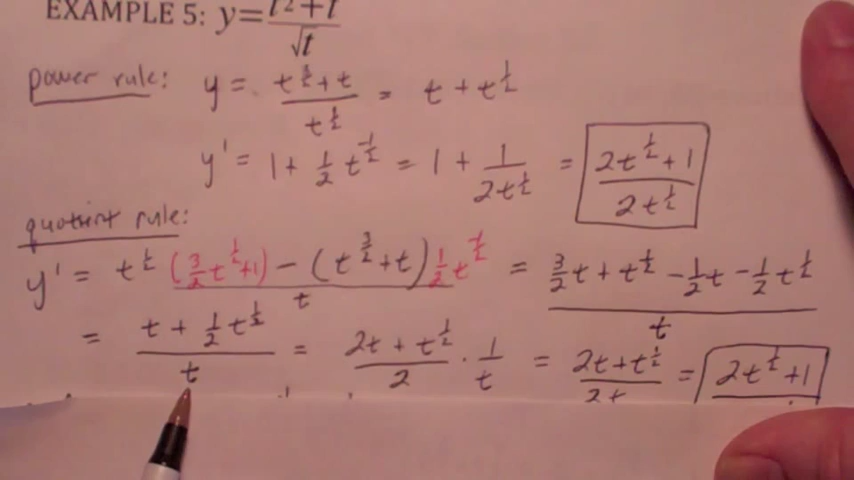 EXAMPLE 5: y=(t^(3/2)+t)/√t
power rule: y = (t^(3/2)+t)/t^(1/2) = t + t^(1/2)
y' = 1 + 1/2 t^(-1/2) = 1 + 1/(2t^(1/2)) = (2t^(1/2)+1)/(2t^(1/2))
quotient rule:
y' = (t^(1/2) (3/2 t^(1/2)+1) - (t^(3/2)+t) 1/2 t^(-1/2))/t = (3/2 t + t^(1/2) - 1/2 t - 1/2 t^(1/2))/t
= (t + 1/2 t^(1/2))/t = (2t + t^(1/2))/2 · 1/t = (2t+t^(1/2))/2t = 2t^(1/2)+1